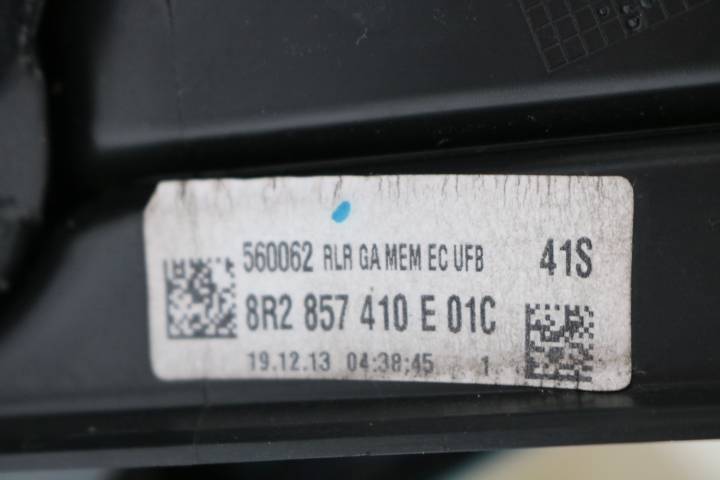 560062 RLR GA MEM EC UFB 41S
8R2 857 410 E 01C
19.12.13 04:38:45 1